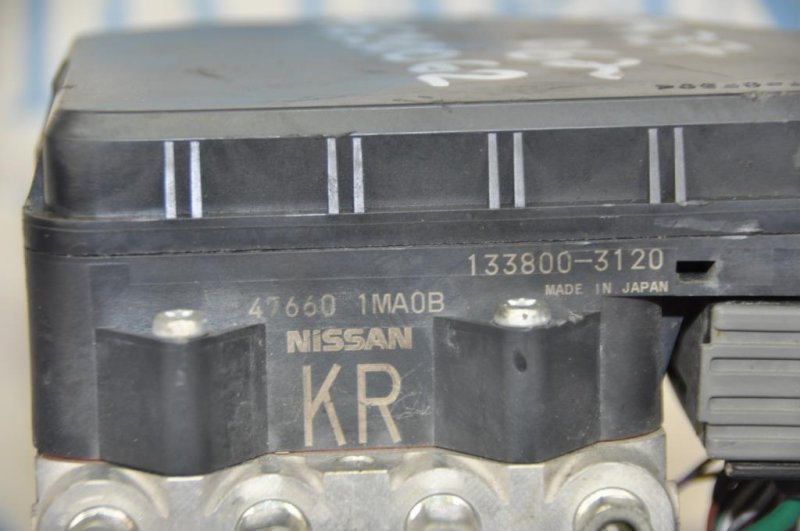 133800-3120
MADE IN JAPAN
47660 1MA0B
NISSAN
KR